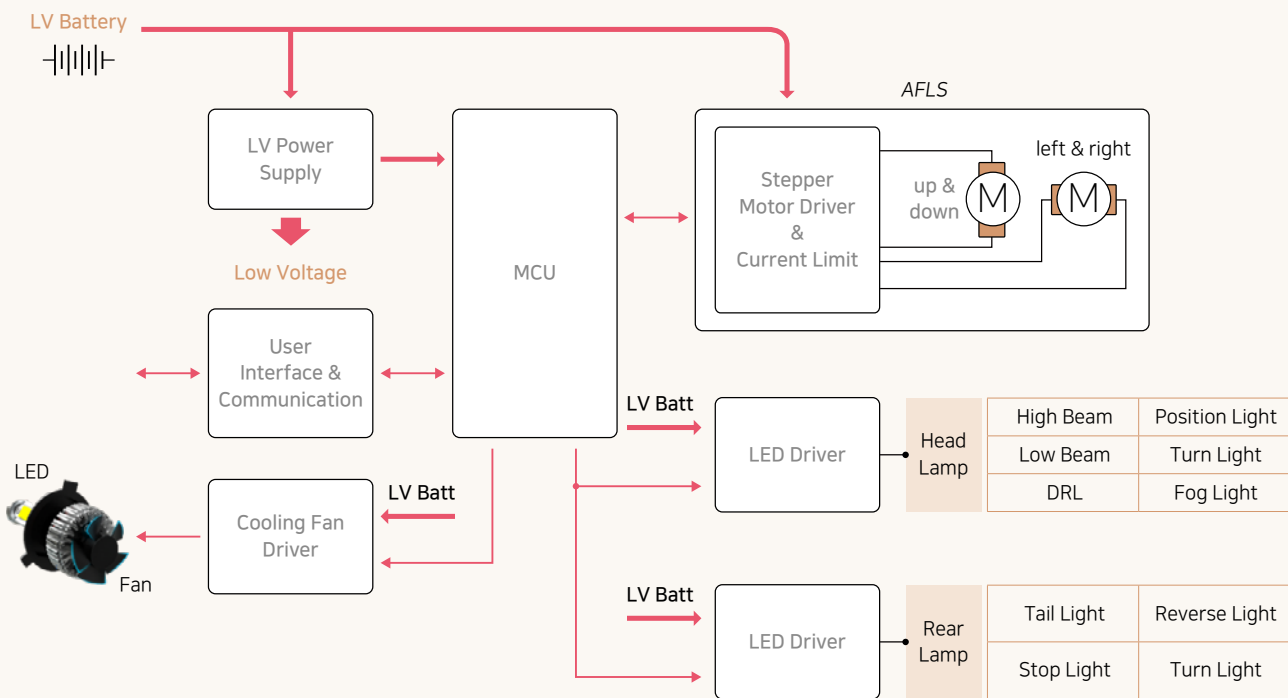 LV Battery
AFLS
LV Power
Supply
Low Voltage
MCU
Stepper
Motor Driver
&
Current Limit
up &
down
M
left & right
M
User
Interface &
Communication
LED
Fan
Cooling Fan
Driver
LV Batt
LV Batt
LED Driver
Head
Lamp
High Beam
Position Light
Low Beam
Turn Light
DRL
Fog Light
LV Batt
LED Driver
Rear
Lamp
Tail Light
Reverse Light
Stop Light
Turn Light